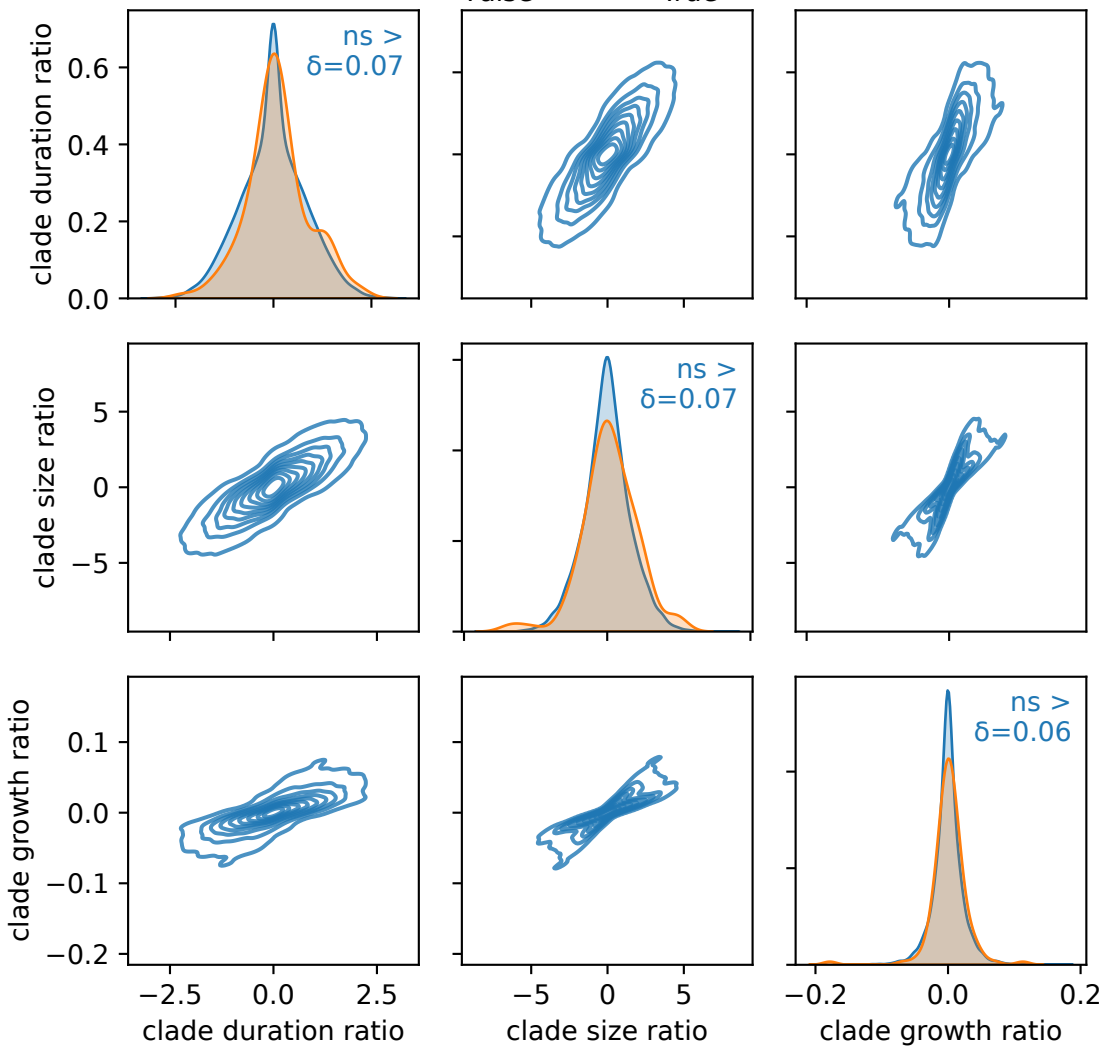 ns >
δ=0.07
clade duration ratio
0.6
0.4
0.2
0.0
ns >
δ=0.07
clade size ratio
5
0
−5
ns >
δ=0.06
clade growth ratio
0.1
0.0
−0.1
−0.2
−2.5 0.0 2.5
−5 0 5
−0.2 0.0 0.2
clade duration ratio
clade size ratio
clade growth ratio